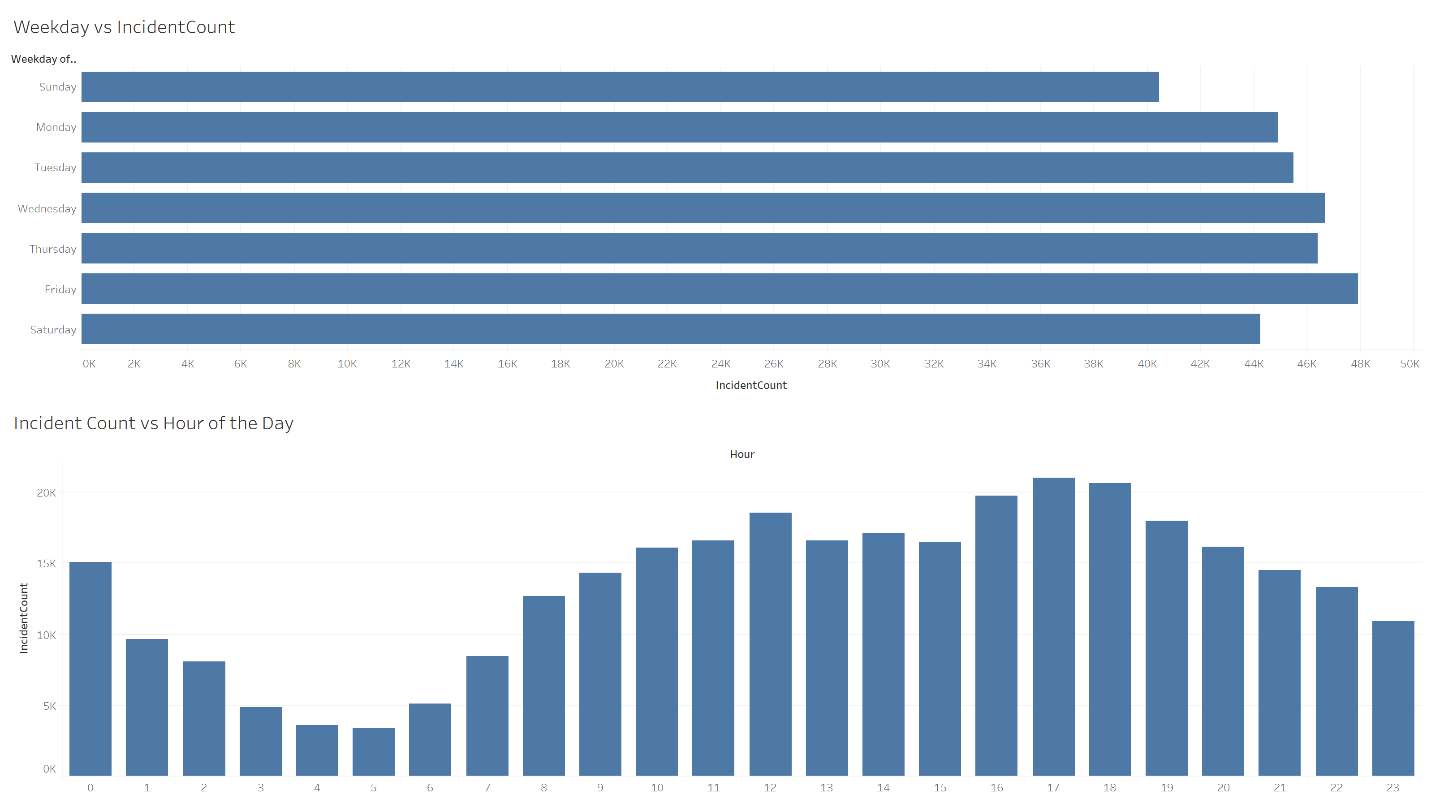 Weekday vs IncidentCount
Weekday of..
Sunday
Monday
Tuesday
Wednesday
Thursday
Friday
Saturday
0K 2K 4K 6K 8K 10K 12K 14K 16K 18K 20K 22K 24K 26K 28K 30K 32K 34K 36K 38K 40K 42K 44K 46K 48K 50K
IncidentCount
Incident Count vs Hour of the Day
Hour
20K
15K
10K
5K
0K
IncidentCount
0 1 2 3 4 5 6 7 8 9 10 11 12 13 14 15 16 17 18 19 20 21 22 23